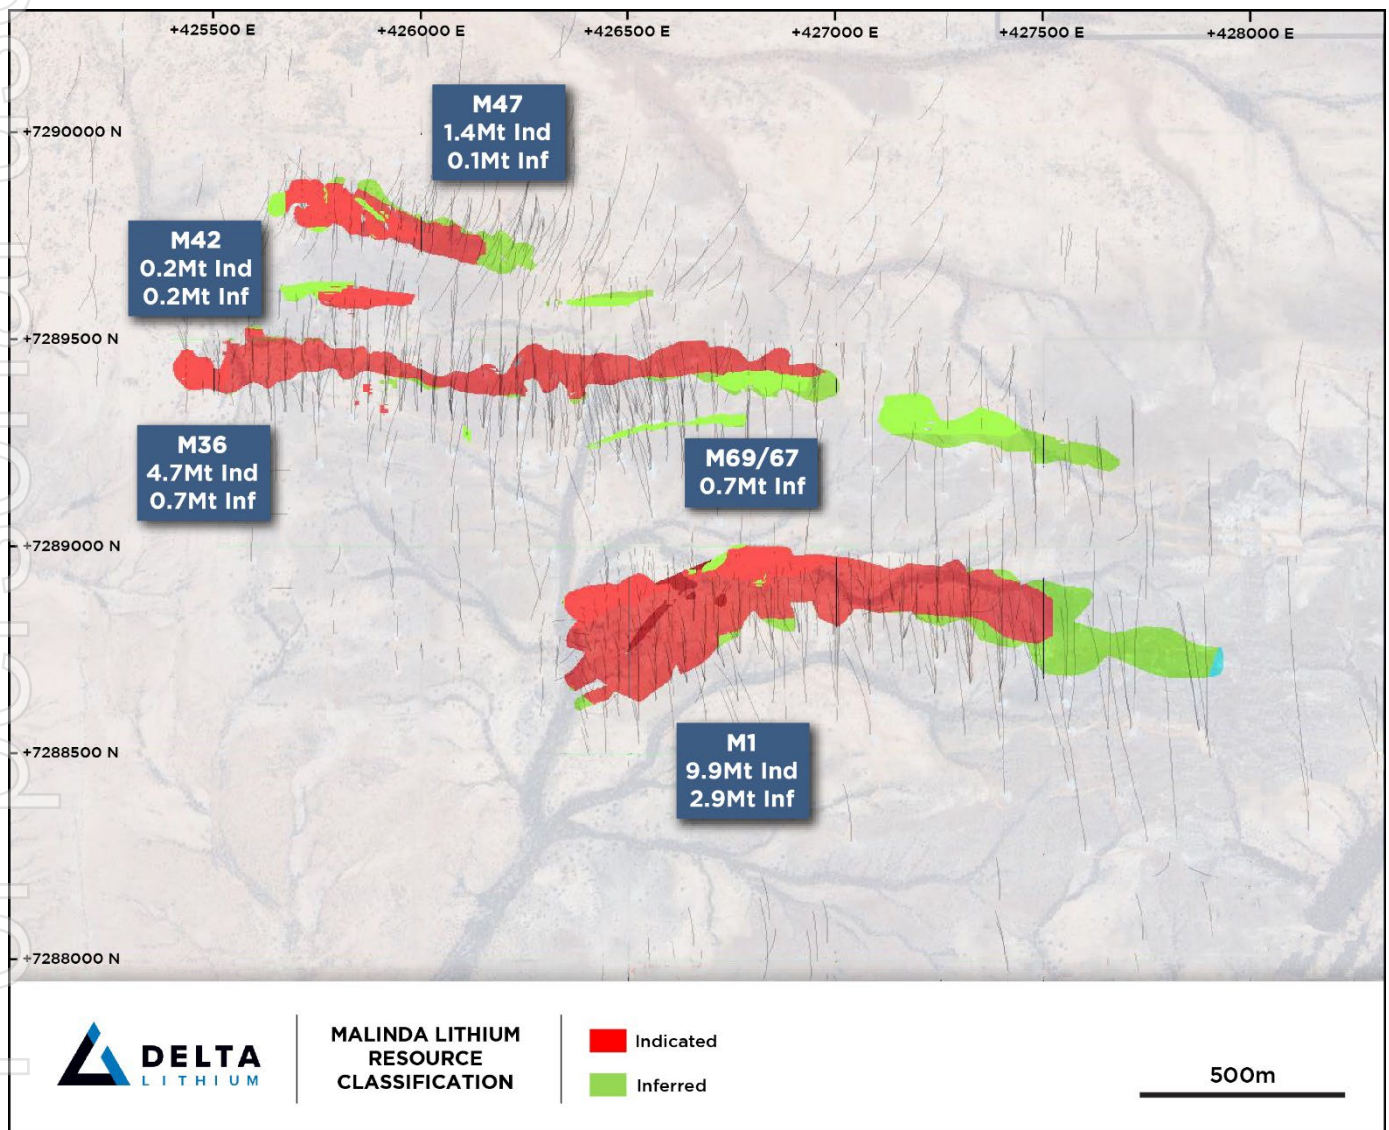 +425500 E
+426000 E
+426500 E
+427000 E
+427500 E
+428000 E
+7290000 N
M47
1.4Mt Ind
0.1Mt Inf
M42
0.2Mt Ind
0.2Mt Inf
+7289500 N
M36
4.7Mt Ind
0.7Mt Inf
M69/67
0.7Mt Inf
+7289000 N
+7288500 N
M1
9.9Mt Ind
2.9Mt Inf
+7288000 N
DELTA
LITHIUM
MALINDA LITHIUM
RESOURCE
CLASSIFICATION
Indicated
Inferred
500m